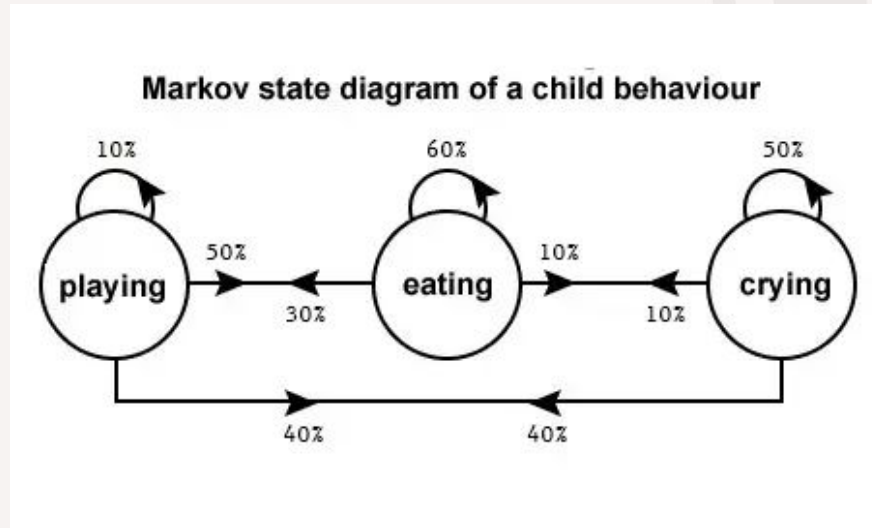 Markov state diagram of a child behaviour
10%
60%
50%
50%
10%
playing
eating
crying
30%
10%
40%
40%